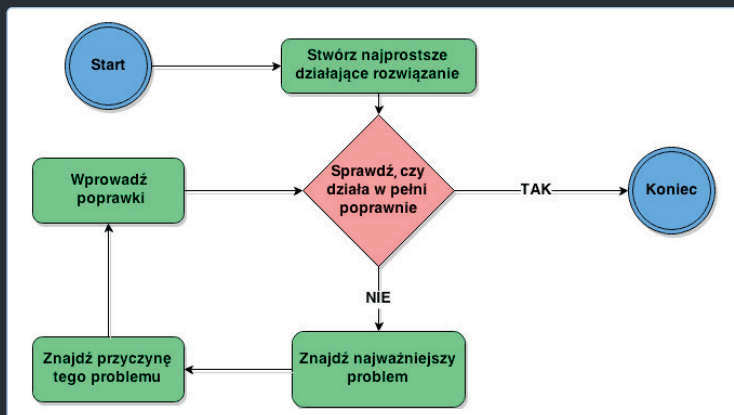 Start
Stwórz najprostsze
działające rozwiązanie
Sprawdź, czy
działa w pełni
poprawnie
TAK
Koniec
NIE
Znajdź najważniejszy
problem
Znajdź przyczynę
tego problemu
Wprowadź
poprawki